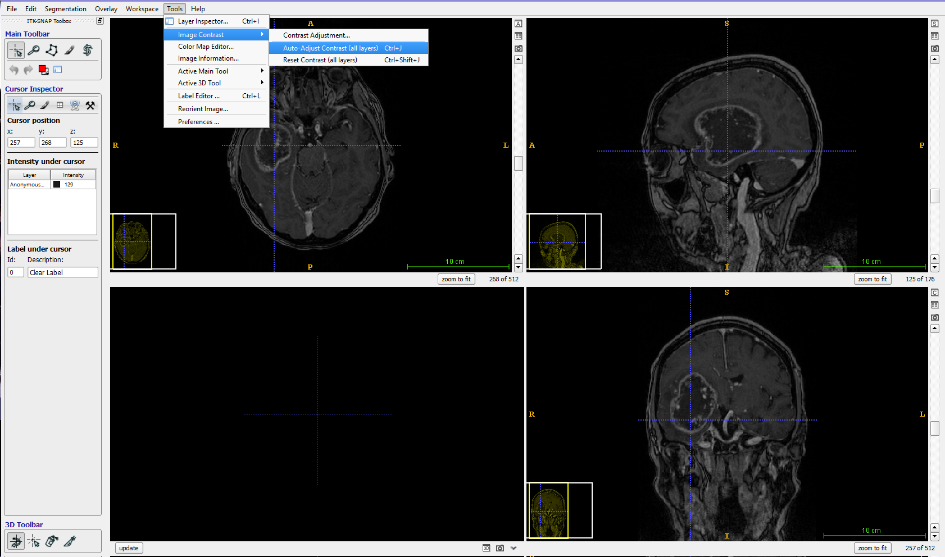 File Edit Segmentation Overlay Workspace Tools Help
ITK-SNAP Toolbox
Main Toolbar
Cursor Inspector
Cursor position
x: y: z:
257 268 125
Intensity under cursor
Layer Intensity
Anonymous... 129
Label under cursor
Id: Description:
0 Clear Label
3D Toolbar
Layer Inspector... Ctrl+I
Image Contrast
Color Map Editor...
Image Information...
Active Main Tool
Active 3D Tool
Label Editor ... Ctrl+L
Reorient Image...
Preferences ...
Contrast Adjustment...
Auto-Adjust Contrast (all layers) Ctrl+J
Reset Contrast (all layers) Ctrl+Shift+J
A
R
L
P
10 cm
zoom to fit 268 of 512
S
A
P
I
10 cm
zoom to fit 125 of 176
A
S
3D
update
S
R
L
I
10 cm
zoom to fit 257 of 512
C